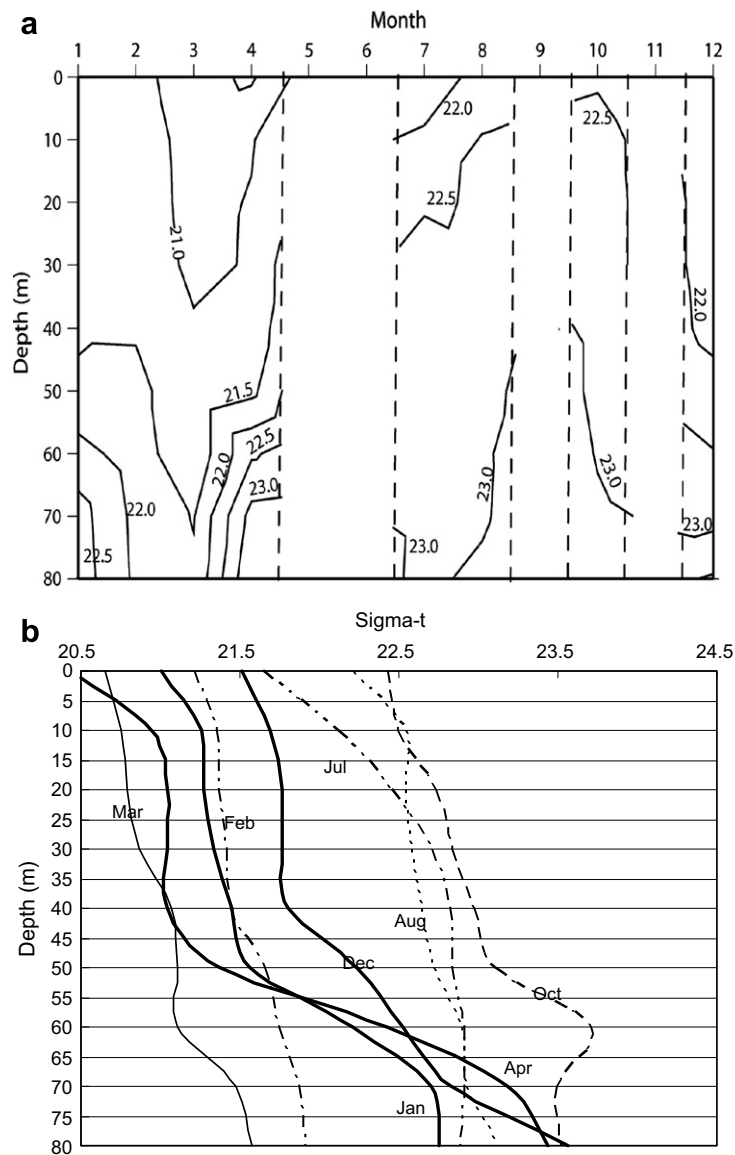 a
Month
1 2 3 4 5 6 7 8 9 10 11 12
Depth (m)
0
10
20
30
40
50
60
70
80
22.0
22.5
22.5
21.0
22.0
21.5
22.5
22.0
23.0
23.0
23.0
22.0
22.5
23.0
23.0
b
Sigma-t
20.5 21.5 22.5 23.5 24.5
Depth (m)
0
5
10
15
20
25
30
35
40
45
50
55
60
65
70
75
80
Jul
Mar
Feb
Aug
Dec
Oct
Apr
Jan